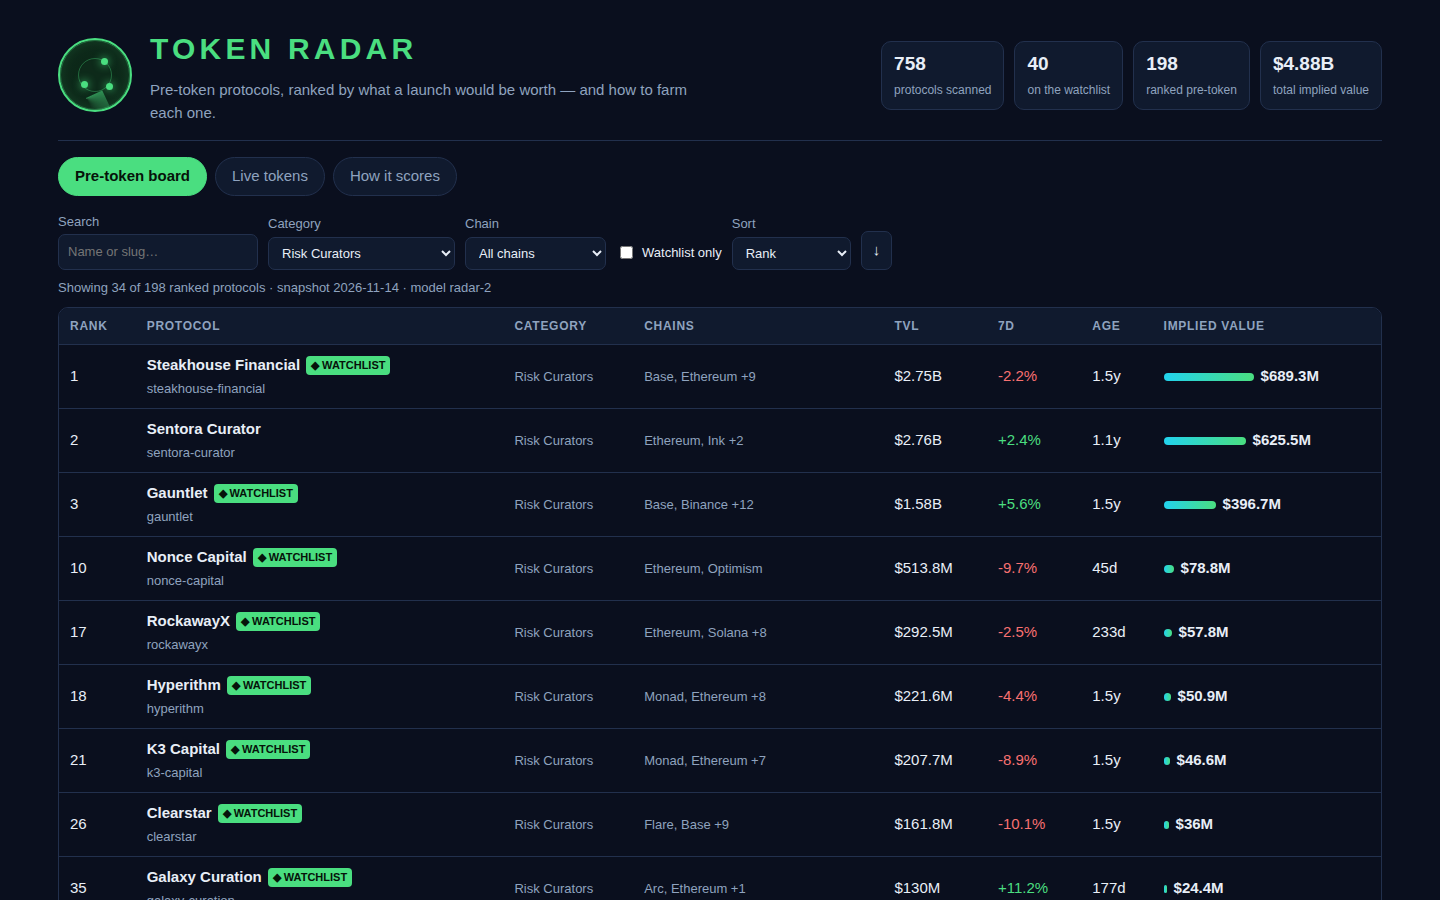 TOKEN RADAR
Pre-token protocols, ranked by what a launch would be worth — and how to farm
each one.
758
protocols scanned
40
on the watchlist
198
ranked pre-token
$4.88B
total implied value
Pre-token board
Live tokens
How it scores
Search
Category
Chain
Sort
Name or slug…
Risk Curators
All chains
Watchlist only
Rank
↓
Showing 34 of 198 ranked protocols · snapshot 2026-11-14 · model radar-2
RANK PROTOCOL CATEGORY CHAINS TVL 7D AGE IMPLIED VALUE
1 Steakhouse Financial ◆ WATCHLIST Risk Curators Base, Ethereum +9 $2.75B -2.2% 1.5y $689.3M
steakhouse-financial
2 Sentora Curator Risk Curators Ethereum, Ink +2 $2.76B +2.4% 1.1y $625.5M
sentora-curator
3 Gauntlet ◆ WATCHLIST Risk Curators Base, Binance +12 $1.58B +5.6% 1.5y $396.7M
gauntlet
10 Nonce Capital ◆ WATCHLIST Risk Curators Ethereum, Optimism $513.8M -9.7% 45d $78.8M
nonce-capital
17 RockawayX ◆ WATCHLIST Risk Curators Ethereum, Solana +8 $292.5M -2.5% 233d $57.8M
rockawayx
18 Hyperithm ◆ WATCHLIST Risk Curators Monad, Ethereum +8 $221.6M -4.4% 1.5y $50.9M
hyperithm
21 K3 Capital ◆ WATCHLIST Risk Curators Monad, Ethereum +7 $207.7M -8.9% 1.5y $46.6M
k3-capital
26 Clearstar ◆ WATCHLIST Risk Curators Flare, Base +9 $161.8M -10.1% 1.5y $36M
clearstar
35 Galaxy Curation ◆ WATCHLIST Risk Curators Arc, Ethereum +1 $130M +11.2% 177d $24.4M
galaxy-curation